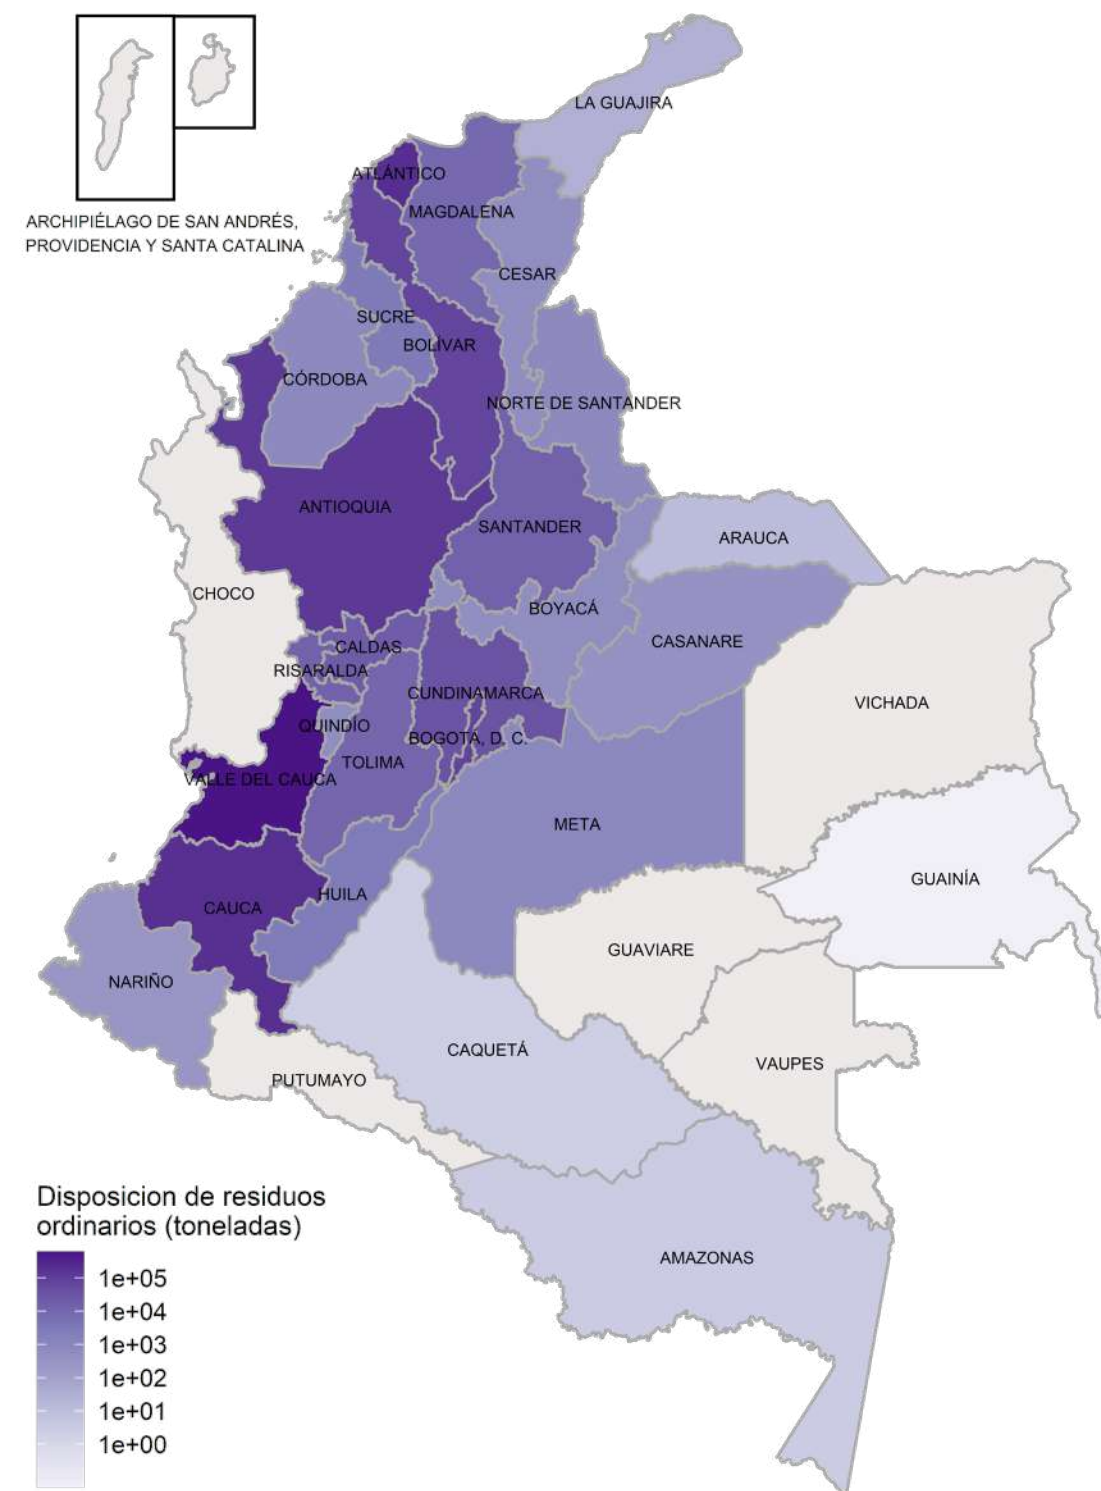 LA GUAJIRA
ATLÁNTICO
MAGDALENA
ARCHIPIÉLAGO DE SAN ANDRÉS,
PROVIDENCIA Y SANTA CATALINA
CESAR
SUCRE
BOLÍVAR
CÓRDOBA
NORTE DE SANTANDER
ANTIOQUIA
SANTANDER
ARAUCA
CHOCO
BOYACÁ
CASANARE
CALDAS
RISARALDA
CUNDINAMARCA
VICHADA
QUINDÍO
BOGOTÁ, D. C.
TOLIMA
VALLE DEL CAUCA
META
GUAINÍA
HUILA
CAUCA
GUAVIARE
NARIÑO
CAQUETÁ
VAUPES
PUTUMAYO
Disposicion de residuos
ordinarios (toneladas)
AMAZONAS
1e+05
1e+04
1e+03
1e+02
1e+01
1e+00